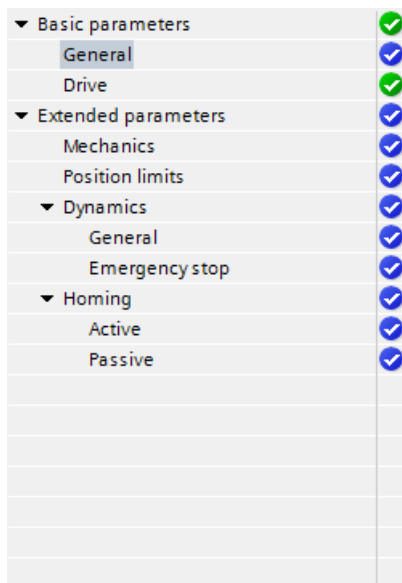 Basic parameters
General
Drive
Extended parameters
Mechanics
Position limits
Dynamics
General
Emergency stop
Homing
Active
Passive